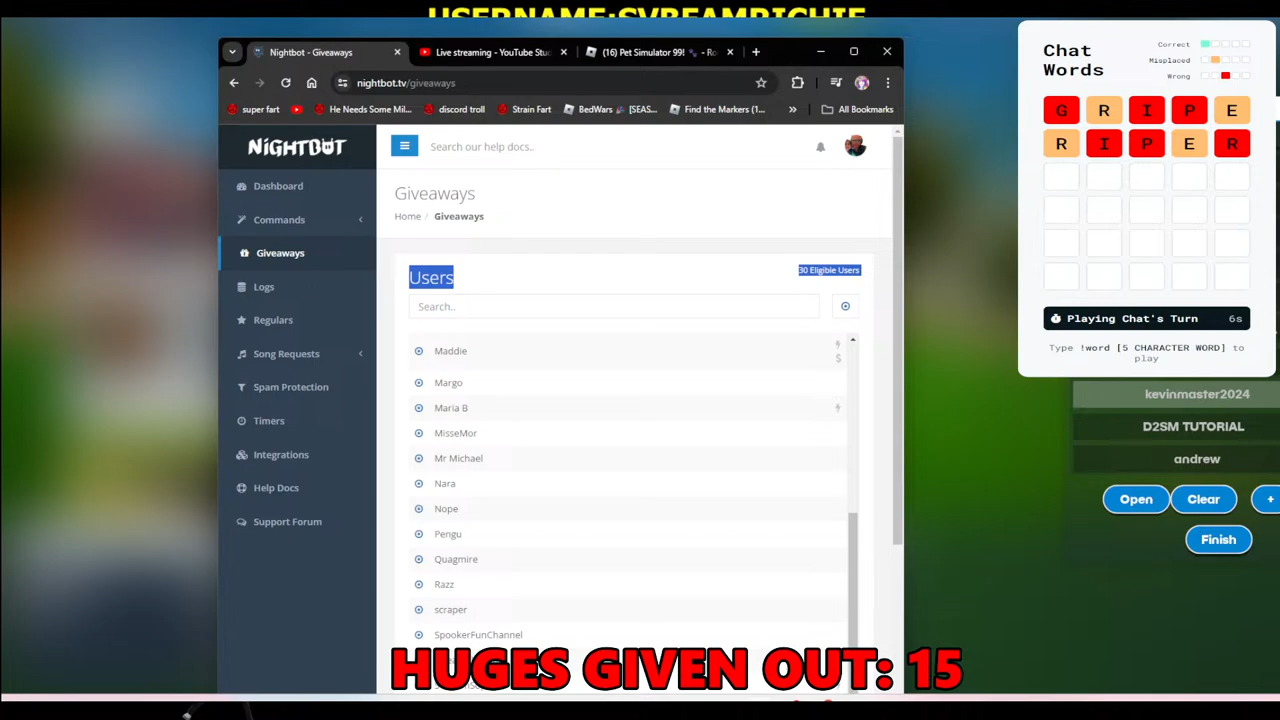 USERNAME:SVBEAMRICHIE
Nightbot - Giveaways
Live streaming - YouTube Stu
(16) Pet Simulator 99! - Ro
nightbot.tv/giveaways
super fart
He Needs Some Mil...
discord troll
Strain Fart
BedWars [SEAS...
Find the Markers (1...
All Bookmarks
NIGHTBOT
Search our help docs..
Dashboard
Commands
Giveaways
Logs
Regulars
Song Requests
Spam Protection
Timers
Integrations
Help Docs
Support Forum
Giveaways
Home / Giveaways
Users
30 Eligible Users
Search..
Maddie
Margo
Maria B
MisseMor
Mr Michael
Nara
Nope
Pengu
Quagmire
Razz
scraper
SpookerFunChannel
HUGES GIVEN OUT: 15
Chat
Words
Correct
Misplaced
Wrong
G R I P E
R I P E R
Playing Chat's Turn 6s
Type !word [5 CHARACTER WORD] to
play
kevinmaster2024
D2SM TUTORIAL
andrew
Open
Clear
+
Finish